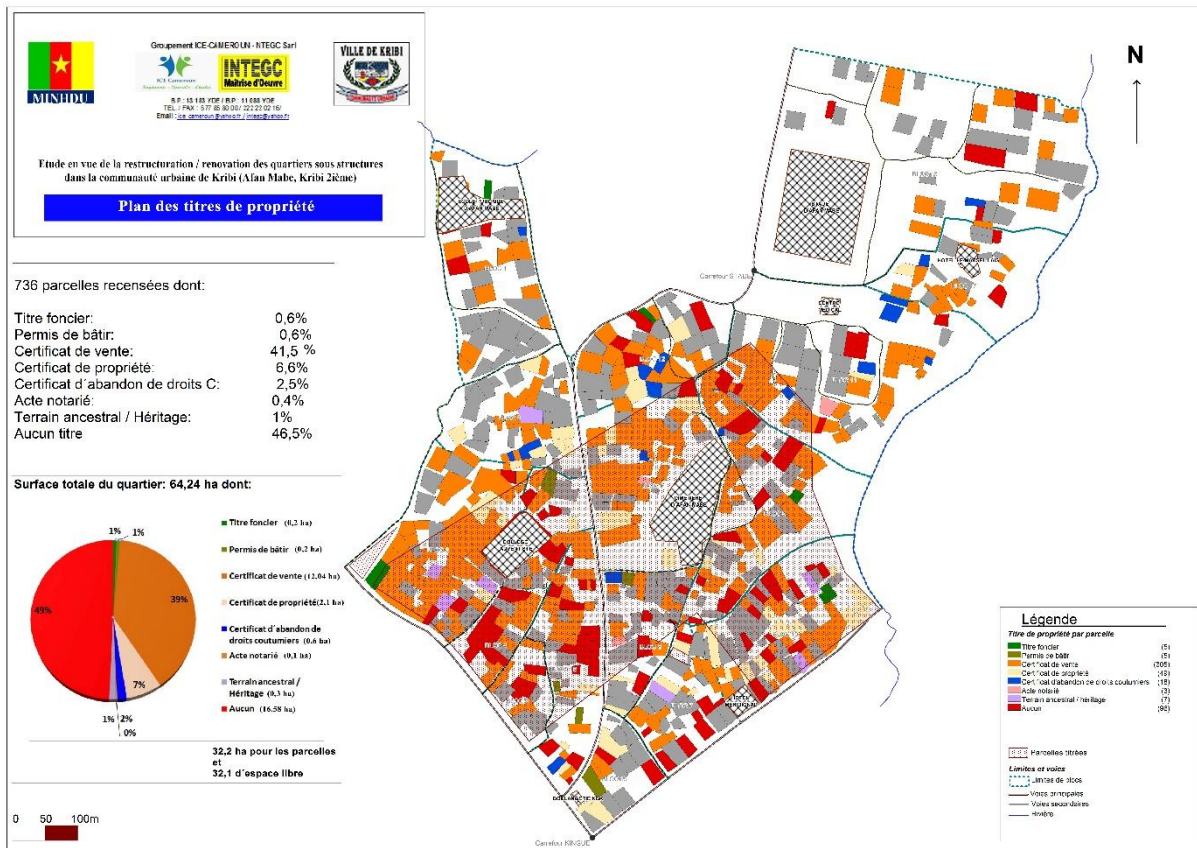 MINHDU
Groupement ICE-CAMEROUN - NTEGC Sarl
ICE Cameroun
INTEGC
Maîtrise d'Oeuvre
VILLE DE KRIBI
Etude en vue de la restructuration / renovation des quartiers sous structures
dans la communauté urbaine de Kribi (Afan Mabe, Kribi 2ième)
Plan des titres de propriété
736 parcelles recensées dont:
Titre foncier: 0,6%
Permis de bâtir: 0,6%
Certificat de vente: 41,5 %
Certificat de propriété: 6,6%
Certificat d´abandon de droits C: 2,5%
Acte notarié: 0,4%
Terrain ancestral / Héritage: 1%
Aucun titre 46,5%
Surface totale du quartier: 64,24 ha dont:
1%
1%
39%
7%
2%
0%
1%
49%
Titre foncier (0,2 ha)
Permis de bâtir (0,2 ha)
Certificat de vente (12,04 ha)
Certificat de propriété(2,1 ha)
Certificat d´abandon de
droits coutumiers (0,6 ha)
Acte notarié (0,1 ha)
Terrain ancestral /
Héritage (0,3 ha)
Aucun (16,58 ha)
32,2 ha pour les parcelles
et
32,1 d´espace libre
0 50 100m
N
Carrefour STADE
CENTRE
MEDICAL
COLLEGE
Carrefour KINGUE
Légende
Titre de propriété par parcelle
Titre foncier (5)
Permis de bâtir (5)
Certificat de vente (305)
Certificat de propriété
Certificat d'abandon de droits coutumiers (18)
Acte notarié (3)
Terrain ancestral / héritage (7)
Aucun
Parcelles titrées
Limites et voies
Limites de blocs
Voies principales
Voies secondaires
Rivière